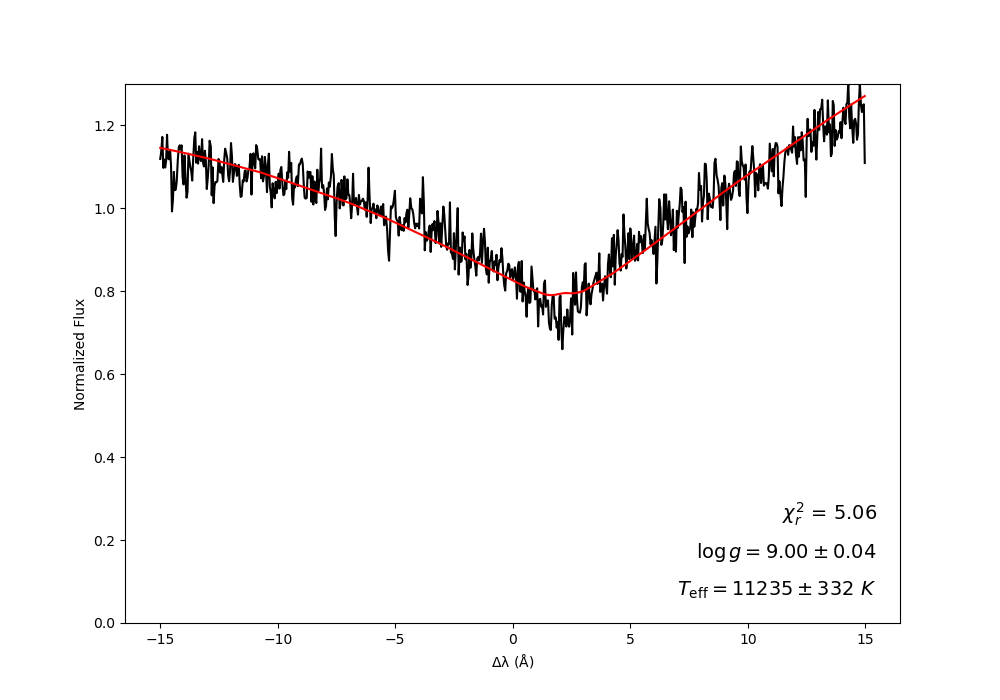 1.2
1.0
0.8
0.6
0.4
0.2
0.0
Normalized Flux
χ²ᵣ = 5.06
log g = 9.00 ± 0.04
T_eff = 11235 ± 332 K
−15 −10 −5 0 5 10 15
Δλ (Å)